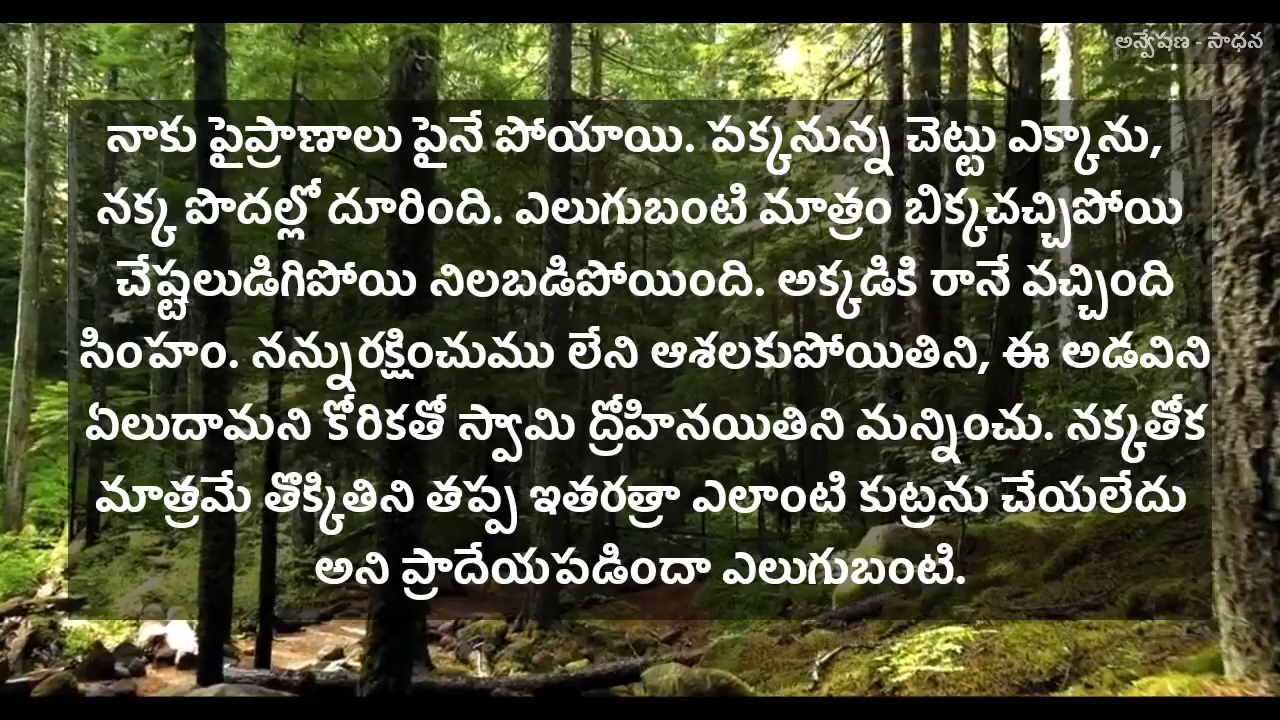 అన్వేషణ - సాధన
నాకు పైప్రాణాలు పైనే పోయాయి. పక్కనున్న చెట్టు ఎక్కాను,
నక్క పొదల్లో దూరింది. ఎలుగుబంటి మాత్రం బిక్కచచ్చిపోయి
చేష్టలుడిగిపోయి నిలబడిపోయింది. అక్కడికి రానే వచ్చింది
సింహం. నన్నురక్షించుము లేని ఆశలకుపోయితిని, ఈ అడవిని
ఏలుదామని కోరికతో స్వామి ద్రోహినయితిని మన్నించు. నక్కతోక
మాత్రమే తొక్కితిని తప్ప ఇతరత్రా ఎలాంటి కుట్రను చేయలేదు
అని ప్రాదేయపడిందా ఎలుగుబంటి.